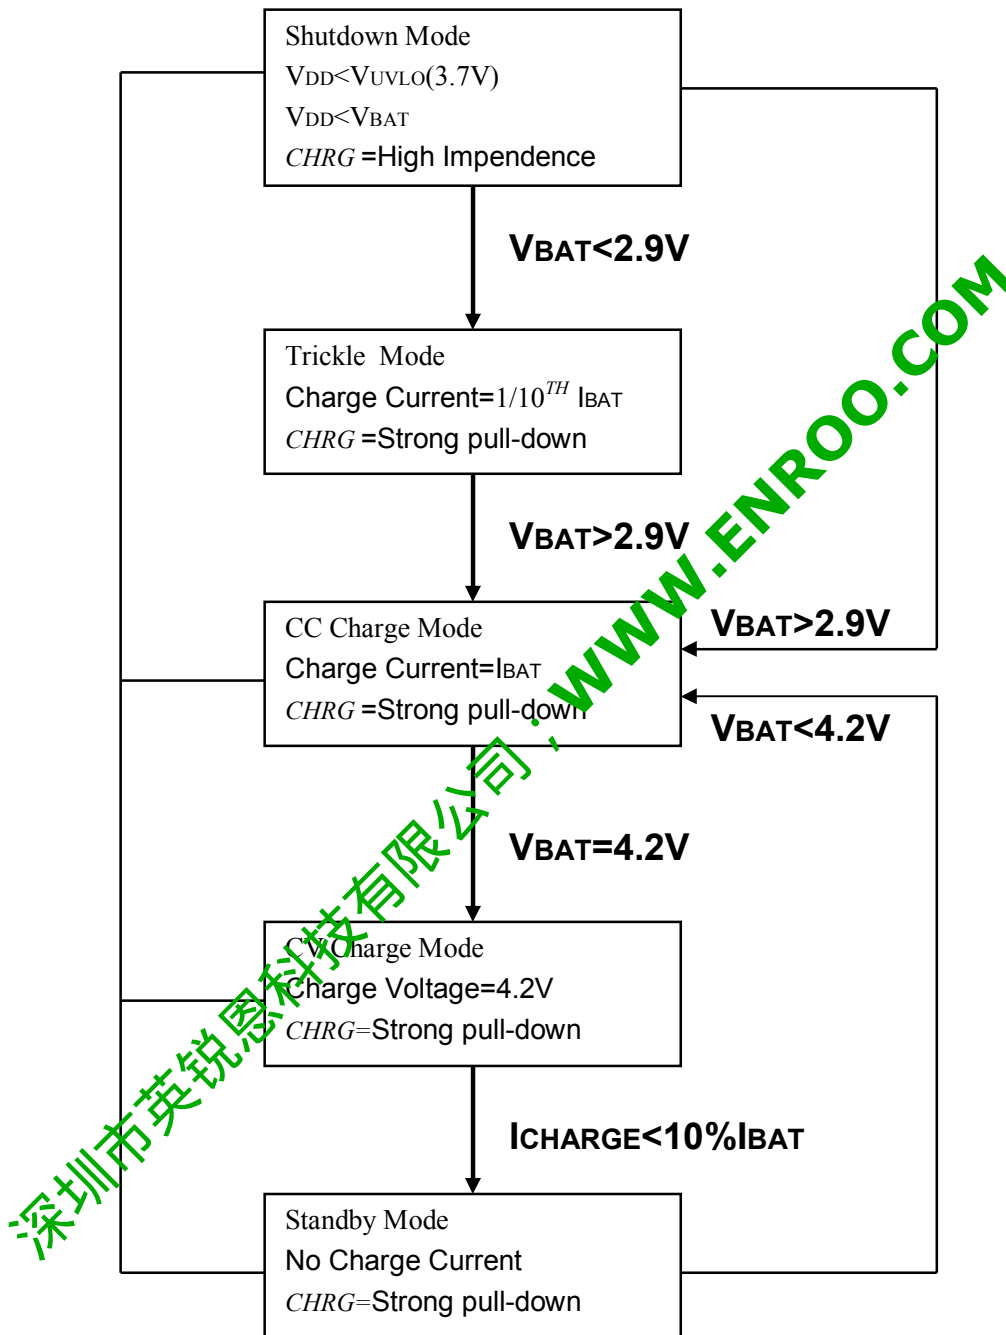 Shutdown Mode
VDD<VUVLO(3.7V)
VDD<VBAT
CHRG =High Impendence
VBAT<2.9V
Trickle  Mode
Charge Current=1/10TH IBAT
CHRG =Strong pull-down
VBAT>2.9V
CC Charge Mode
Charge Current=IBAT
CHRG =Strong pull-down
VBAT>2.9V
VBAT<4.2V
VBAT=4.2V
CV Charge Mode
Charge Voltage=4.2V
CHRG=Strong pull-down
ICHARGE<10%IBAT
Standby Mode
No Charge Current
CHRG=Strong pull-down
深圳市英锐恩科技有限公司；WWW.ENROO.COM